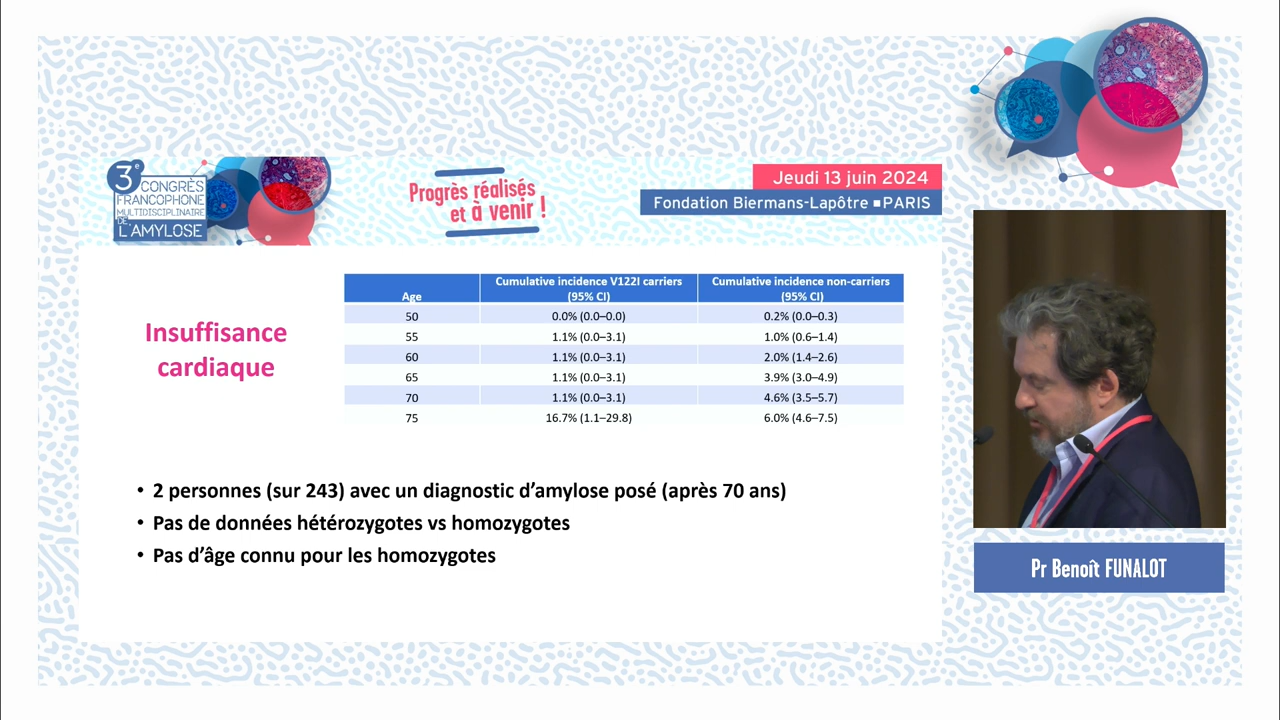 3e
CONGRÈS
FRANCOPHONE
MULTIDISCIPLINAIRE
DE
L'AMYLOSE
Progrès réalisés
et à venir !
Jeudi 13 juin 2024
Fondation Biermans-Lapôtre ■ PARIS
Insuffisance
cardiaque
Age Cumulative incidence V122I carriers (95% CI) Cumulative incidence non-carriers (95% CI)
50 0.0% (0.0–0.0) 0.2% (0.0–0.3)
55 1.1% (0.0–3.1) 1.0% (0.6–1.4)
60 1.1% (0.0–3.1) 2.0% (1.4–2.6)
65 1.1% (0.0–3.1) 3.9% (3.0–4.9)
70 1.1% (0.0–3.1) 4.6% (3.5–5.7)
75 16.7% (1.1–29.8) 6.0% (4.6–7.5)
• 2 personnes (sur 243) avec un diagnostic d’amylose posé (après 70 ans)
• Pas de données hétérozygotes vs homozygotes
• Pas d’âge connu pour les homozygotes
Pr Benoît FUNALOT